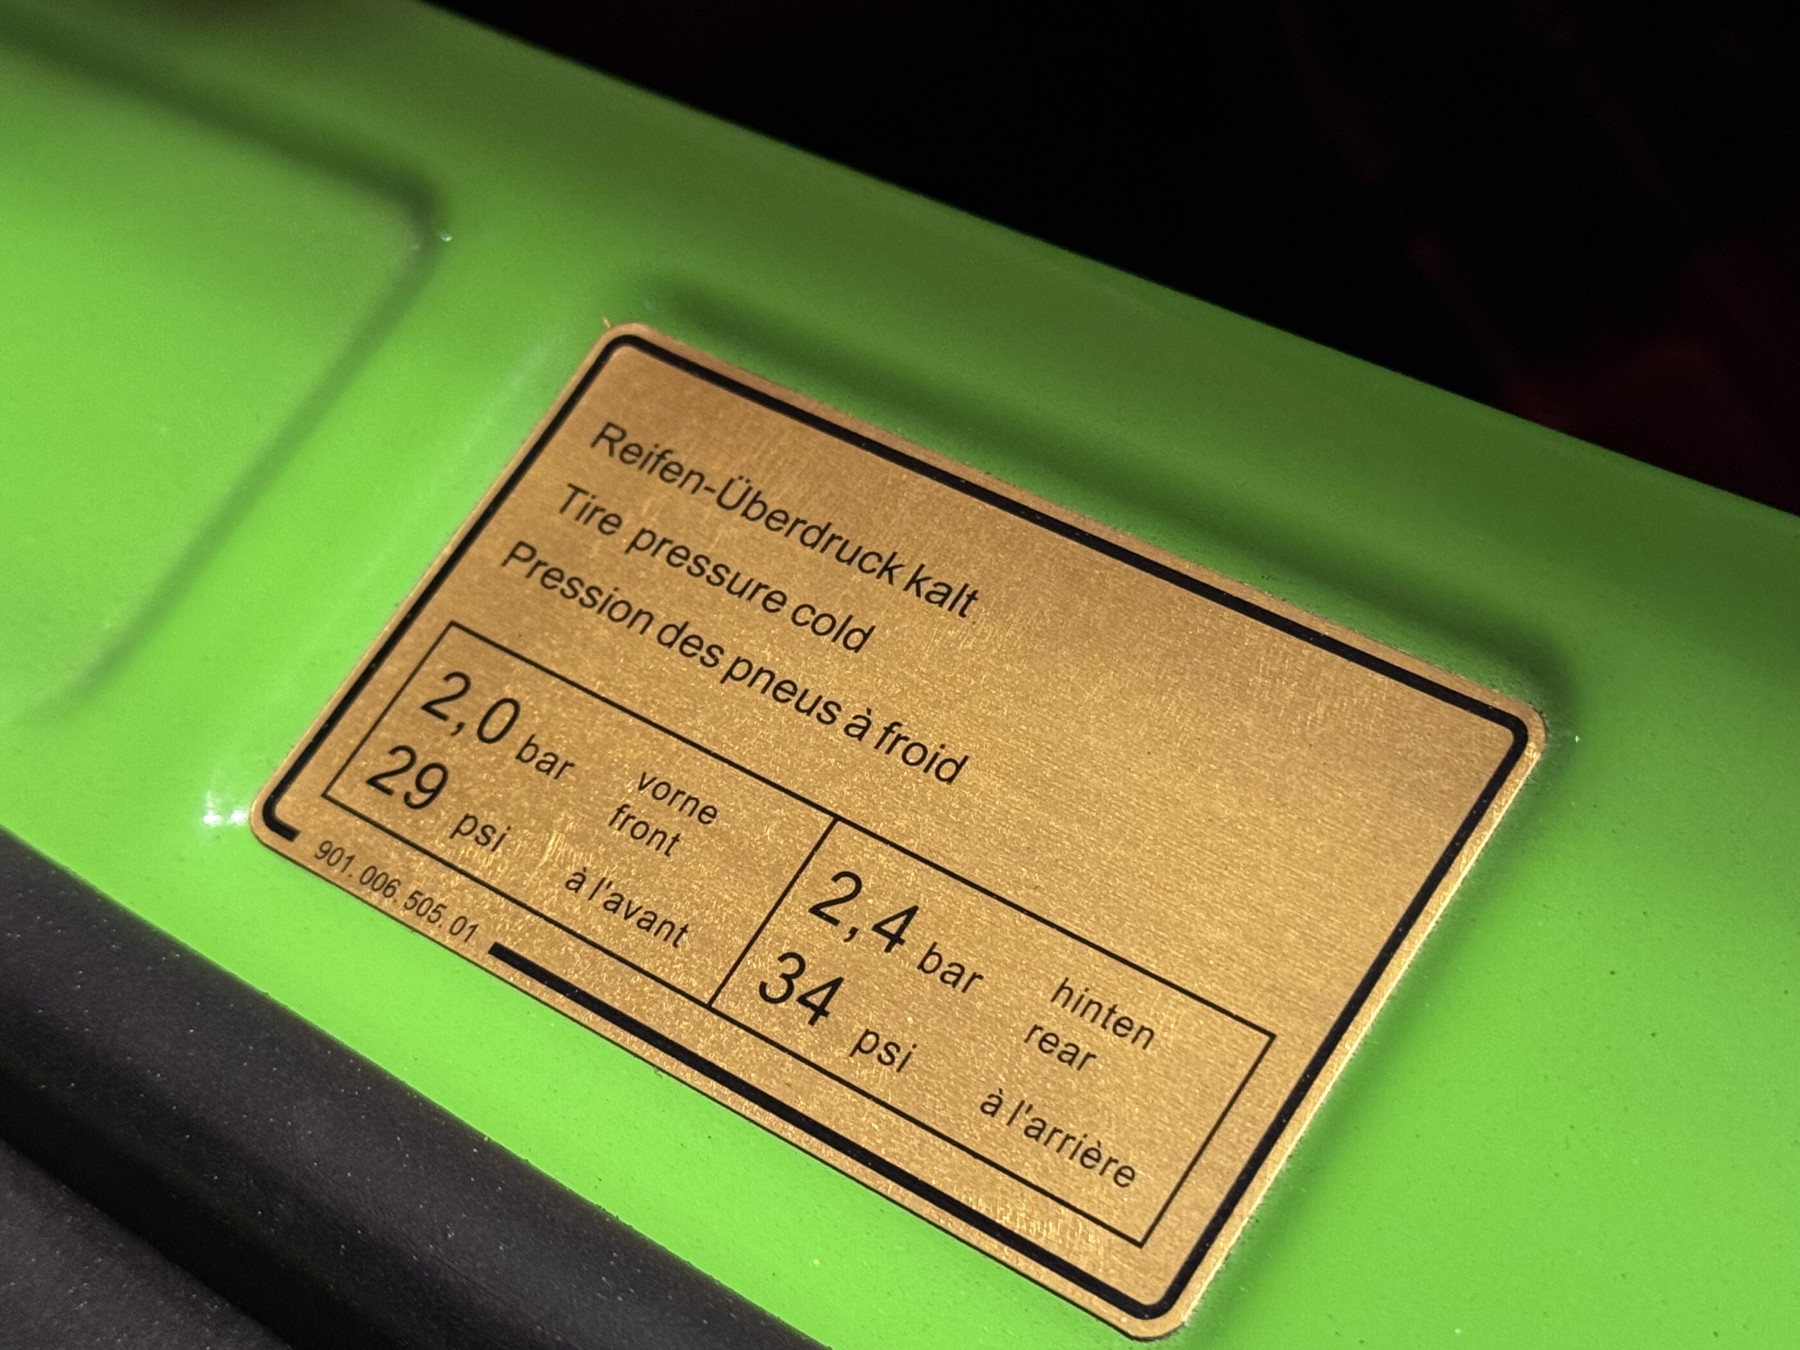 Reifen-Überdruck kalt
Tire pressure cold
Pression des pneus à froid
2,0 bar vorne
29 psi front
à l'avant
2,4 bar hinten
34 psi rear
à l'arrière
901. 006. 505. 01